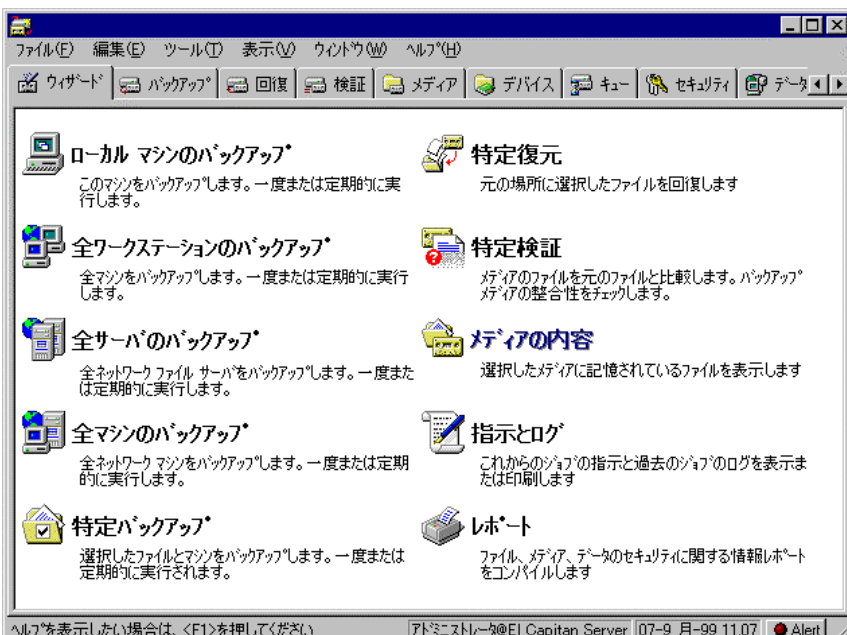 ファイル(F) 編集(E) ツール(T) 表示(V) ウィンドウ(W) ヘルプ(H)
ウィザード バックアップ 回復 検証 メディア デバイス キュー セキュリティ データ
ローカル マシンのバックアップ
このマシンをバックアップします。一度または定期的に実
行します。
全ワークステーションのバックアップ
全マシンをバックアップします。一度または定期的に実行
します。
全サーバのバックアップ
全ネットワーク ファイル サーバをバックアップします。一度また
は定期的に実行します。
全マシンのバックアップ
全ネットワーク マシンをバックアップします。一度または定期
的に実行します。
特定バックアップ
選択したファイルとマシンをバックアップします。一度または
定期的に実行されます。
特定復元
元の場所に選択したファイルを回復します
特定検証
メディアのファイルを元のファイルと比較します。バックアップ
メディアの整合性をチェックします。
メディアの内容
選択したメディアに記憶されているファイルを表示します
指示とログ
これからのジョブの指示と過去のジョブのログを表示ま
たは印刷します
レポート
ファイル、メディア、データのセキュリティに関する情報レポート
をコンパイルします
ヘルプを表示したい場合は、<F1>を押してください アドミニストレータ@El Capitan Server 07-9 月-99 11.07 Alert